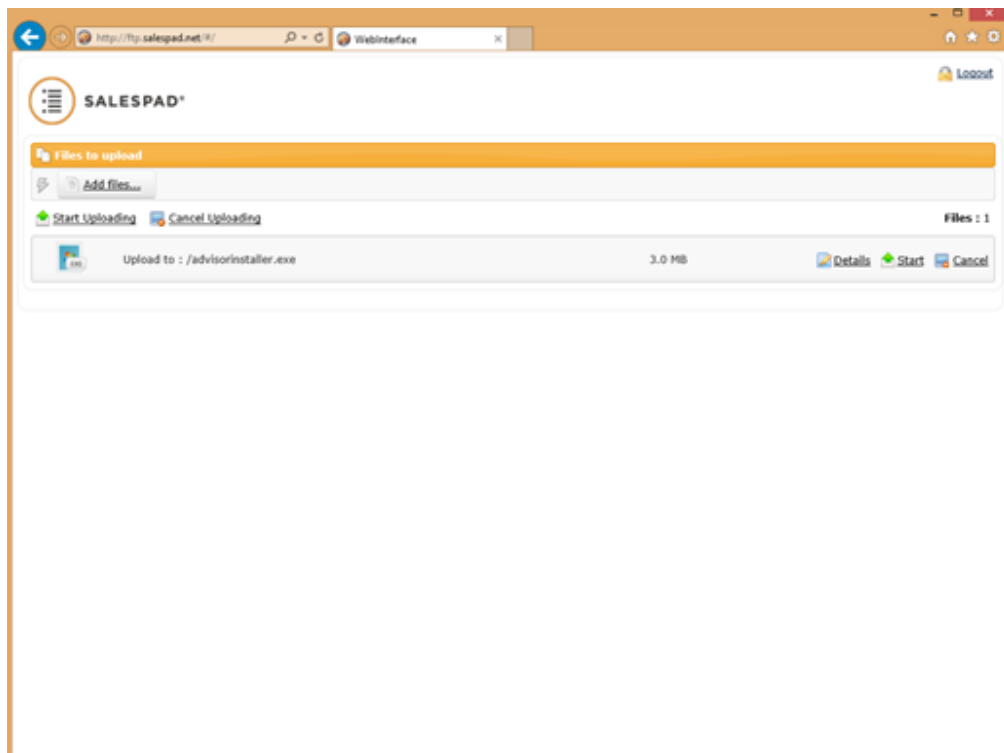 http://ftp.salespad.net/#/
WebInterface
Logout
SALESPAD®
Files to upload
Add files...
Start Uploading Cancel Uploading Files : 1
Upload to : /advisorinstaller.exe 3.0 MB Details Start Cancel